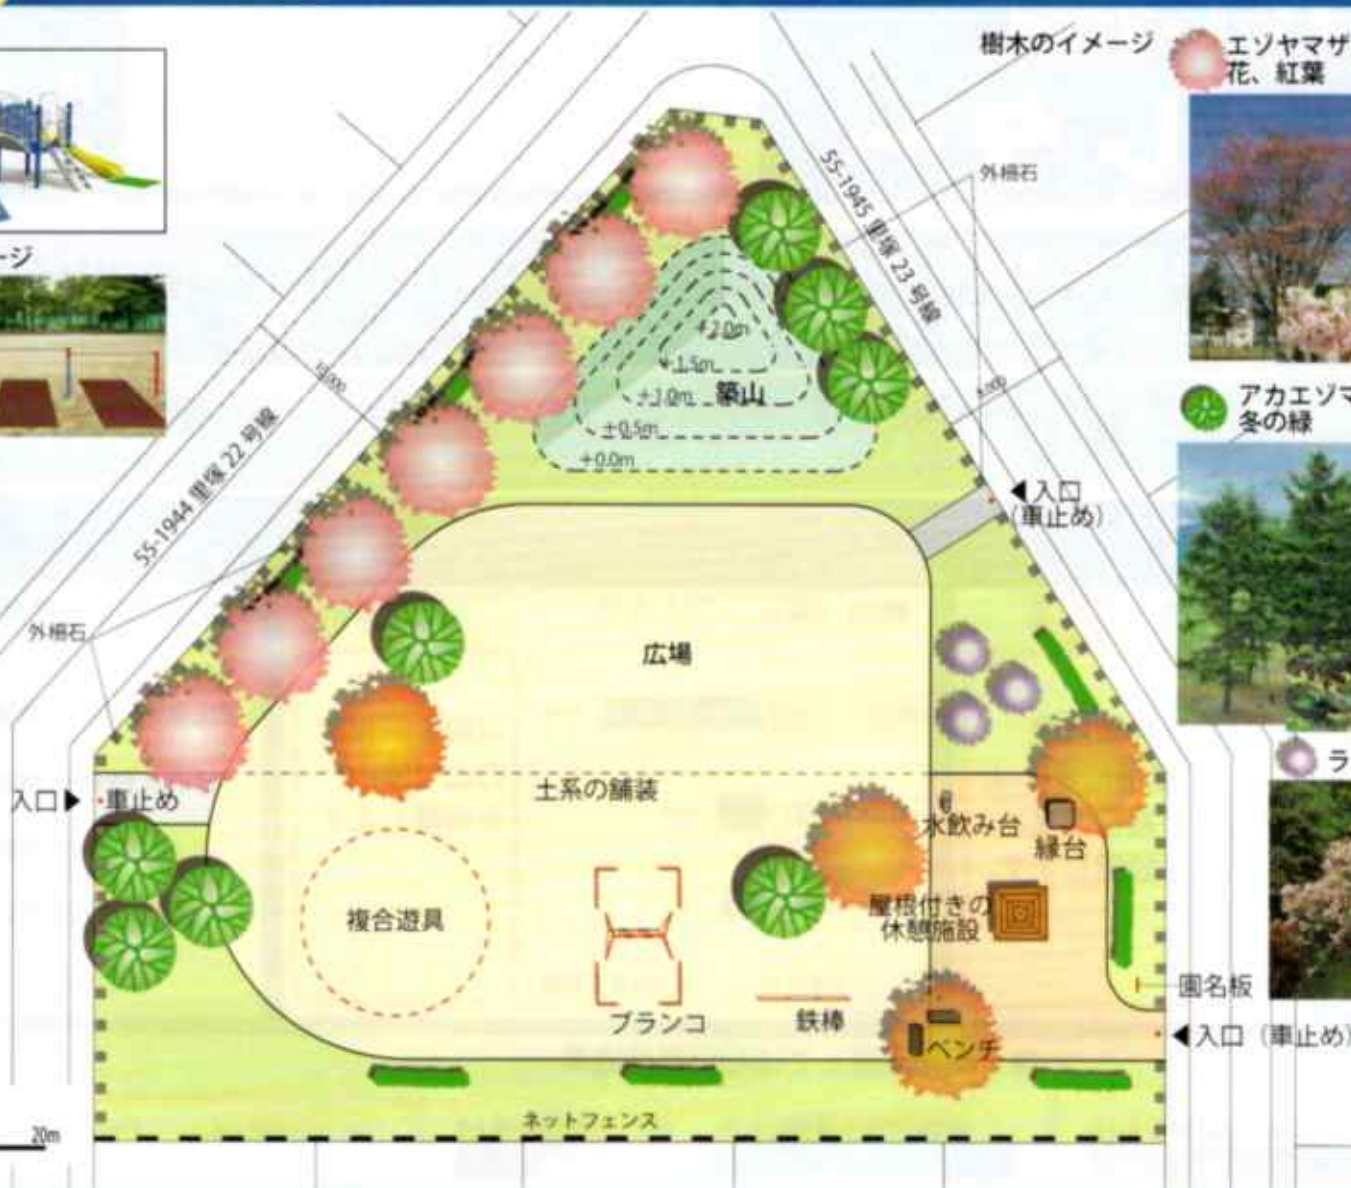 樹木のイメージ
エゾヤマザ
花、紅葉
外柵石
55-1945 里塚 23 号線
ージ
+2.0m
+1.5m
+1.0m
築山
+0.5m
+0.0m
アカエゾマ
冬の緑
55-1944 里塚 22 号線
◀入口
(車止め)
外柵石
広場
ラ
入口▶
車止め
土系の舗装
水飲み台
縁台
複合遊具
屋根付きの
休憩施設
園名板
ブランコ
鉄棒
◀入口（車止め）
ベンチ
ネットフェンス
20m